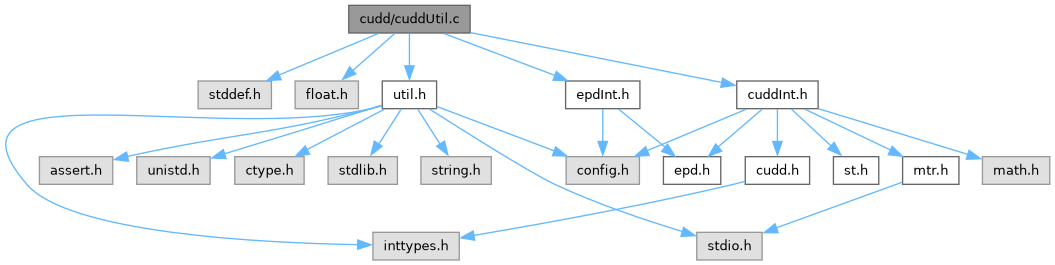 cudd/cuddUtil.c
stddef.h
float.h
util.h
epdInt.h
cuddInt.h
assert.h
unistd.h
ctype.h
stdlib.h
string.h
config.h
epd.h
cudd.h
st.h
mtr.h
math.h
inttypes.h
stdio.h